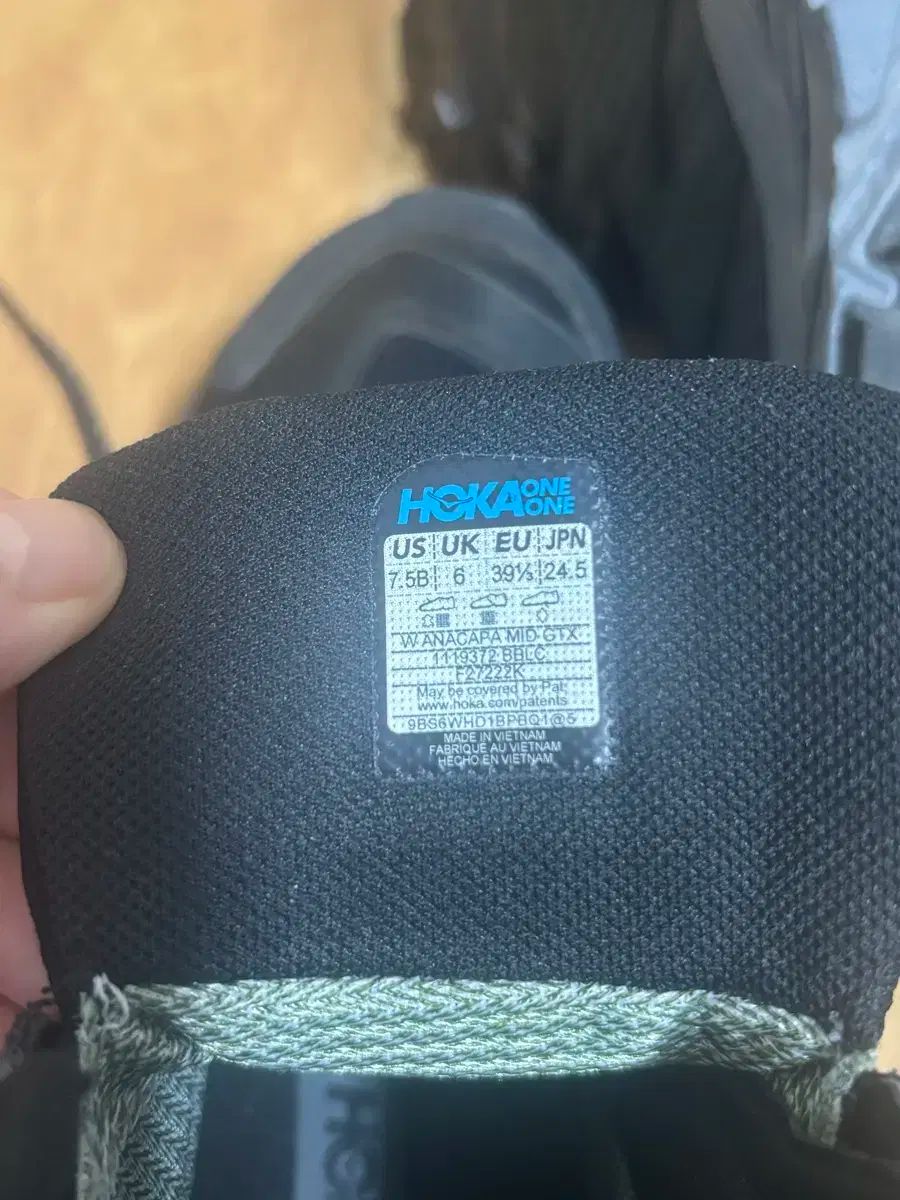 HOKA ONE ONE
US UK EU JPN
7.5B 6 39⅓ 24.5
W ANACAPA MID GTX
1119372 BBLC
F27222K
May be covered by Pat:
www.hoka.com/patents
9BS6WHD1BPBQ1@5
MADE IN VIETNAM
FABRIQUÉ AU VIETNAM
HECHO EN VIETNAM